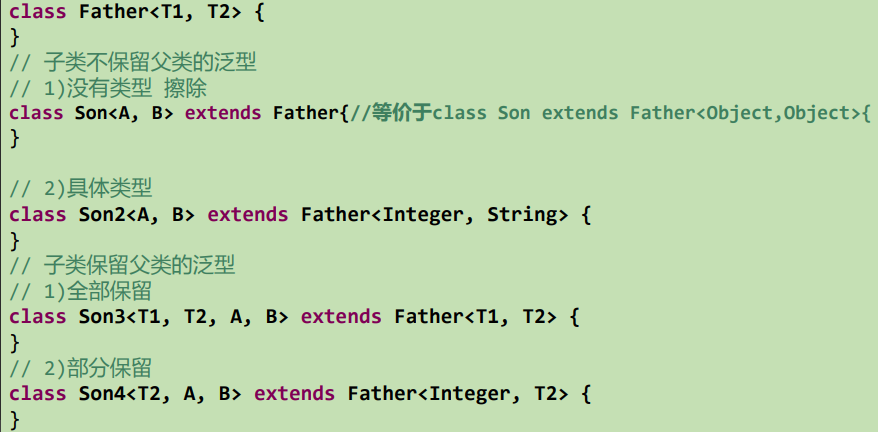 class Father<T1, T2> {
}
// 子类不保留父类的泛型
// 1)没有类型 擦除
class Son<A, B> extends Father{//等价于class Son extends Father<Object,Object>{
}
// 2)具体类型
class Son2<A, B> extends Father<Integer, String> {
}
// 子类保留父类的泛型
// 1)全部保留
class Son3<T1, T2, A, B> extends Father<T1, T2> {
}
// 2)部分保留
class Son4<T2, A, B> extends Father<Integer, T2> {
}